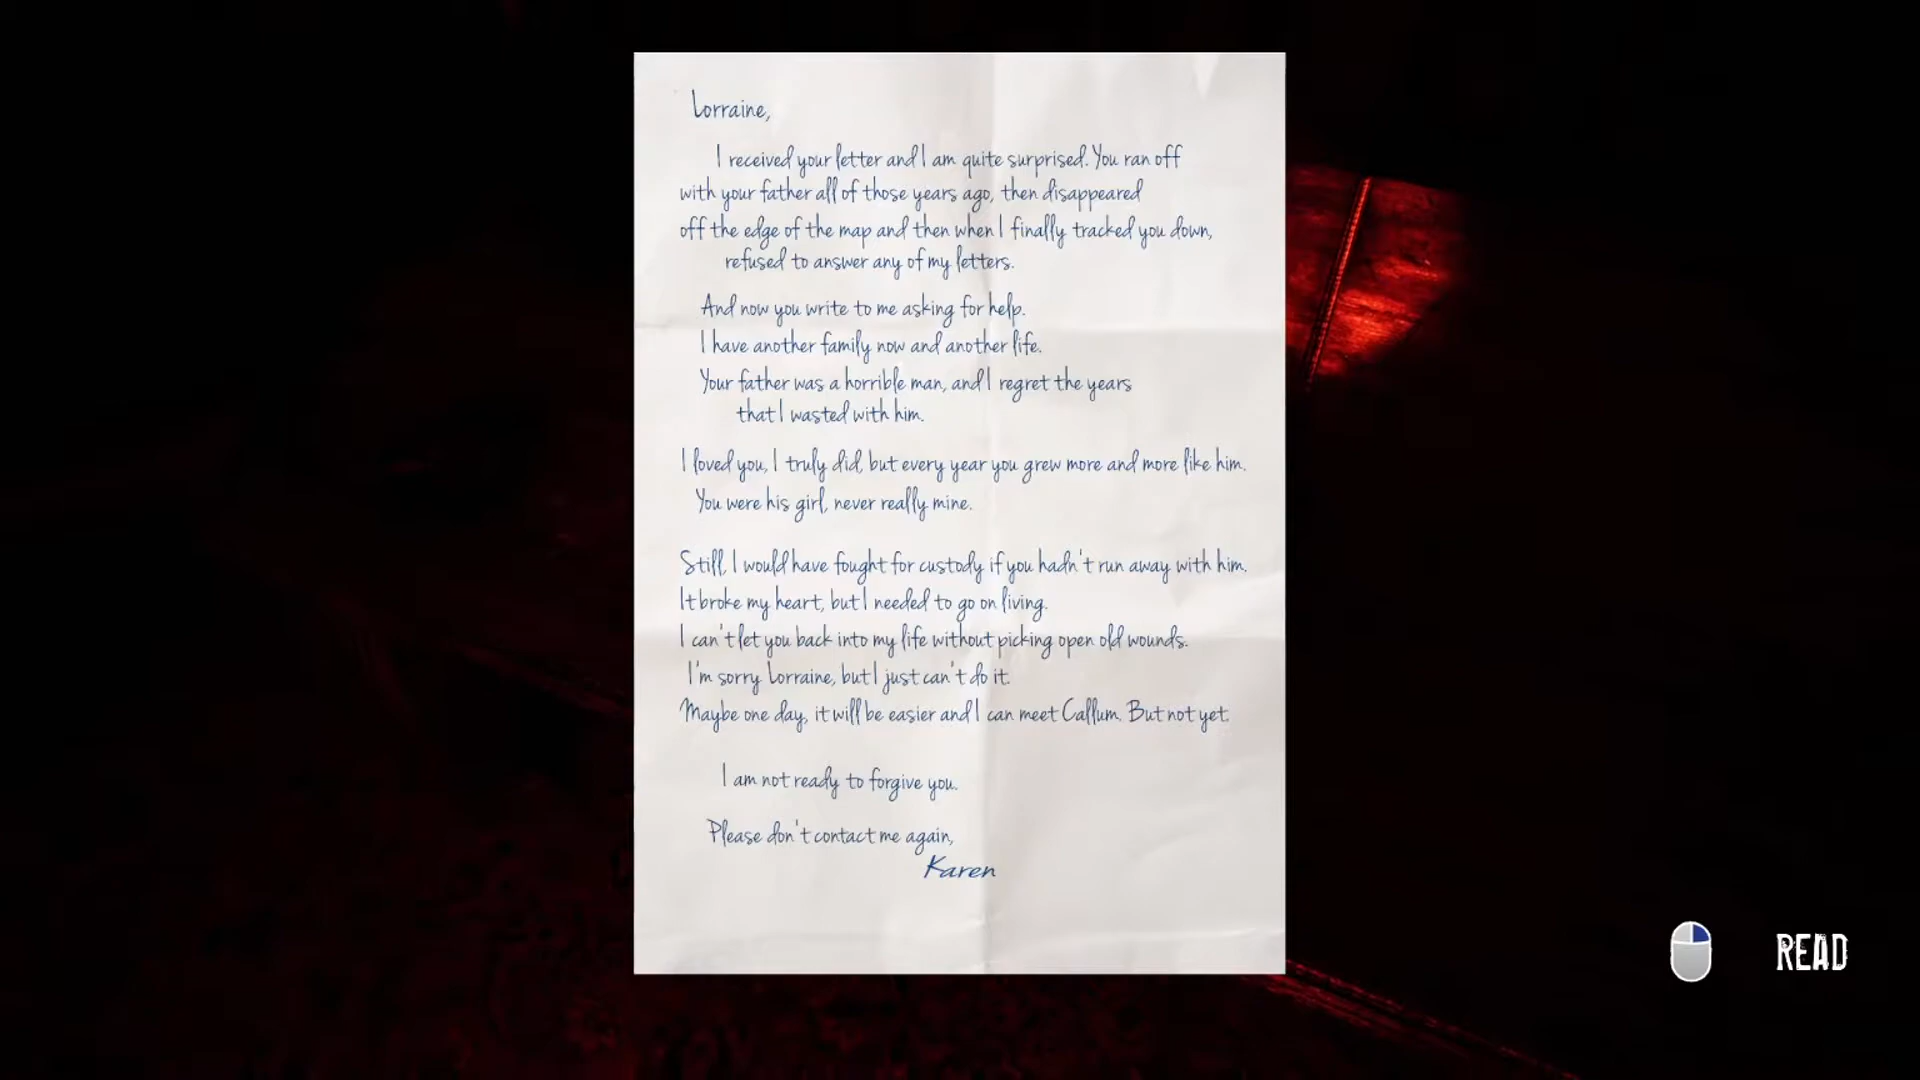 Lorraine,
I received your letter and I am quite surprised. You ran off
with your father all of those years ago, then disappeared
off the edge of the map and then when I finally tracked you down,
refused to answer any of my letters.
And now you write to me asking for help.
I have another family now and another life.
Your father was a horrible man, and I regret the years
that I wasted with him.
I loved you, I truly did, but every year you grew more and more like him.
You were his girl, never really mine.
Still, I would have fought for custody if you hadn't run away with him.
It broke my heart, but I needed to go on living.
I can't let you back into my life without picking open old wounds.
I'm sorry Lorraine, but I just can't do it.
Maybe one day, it will be easier and I can meet Callum. But not yet.
I am not ready to forgive you.
Please don't contact me again,
Karen
READ